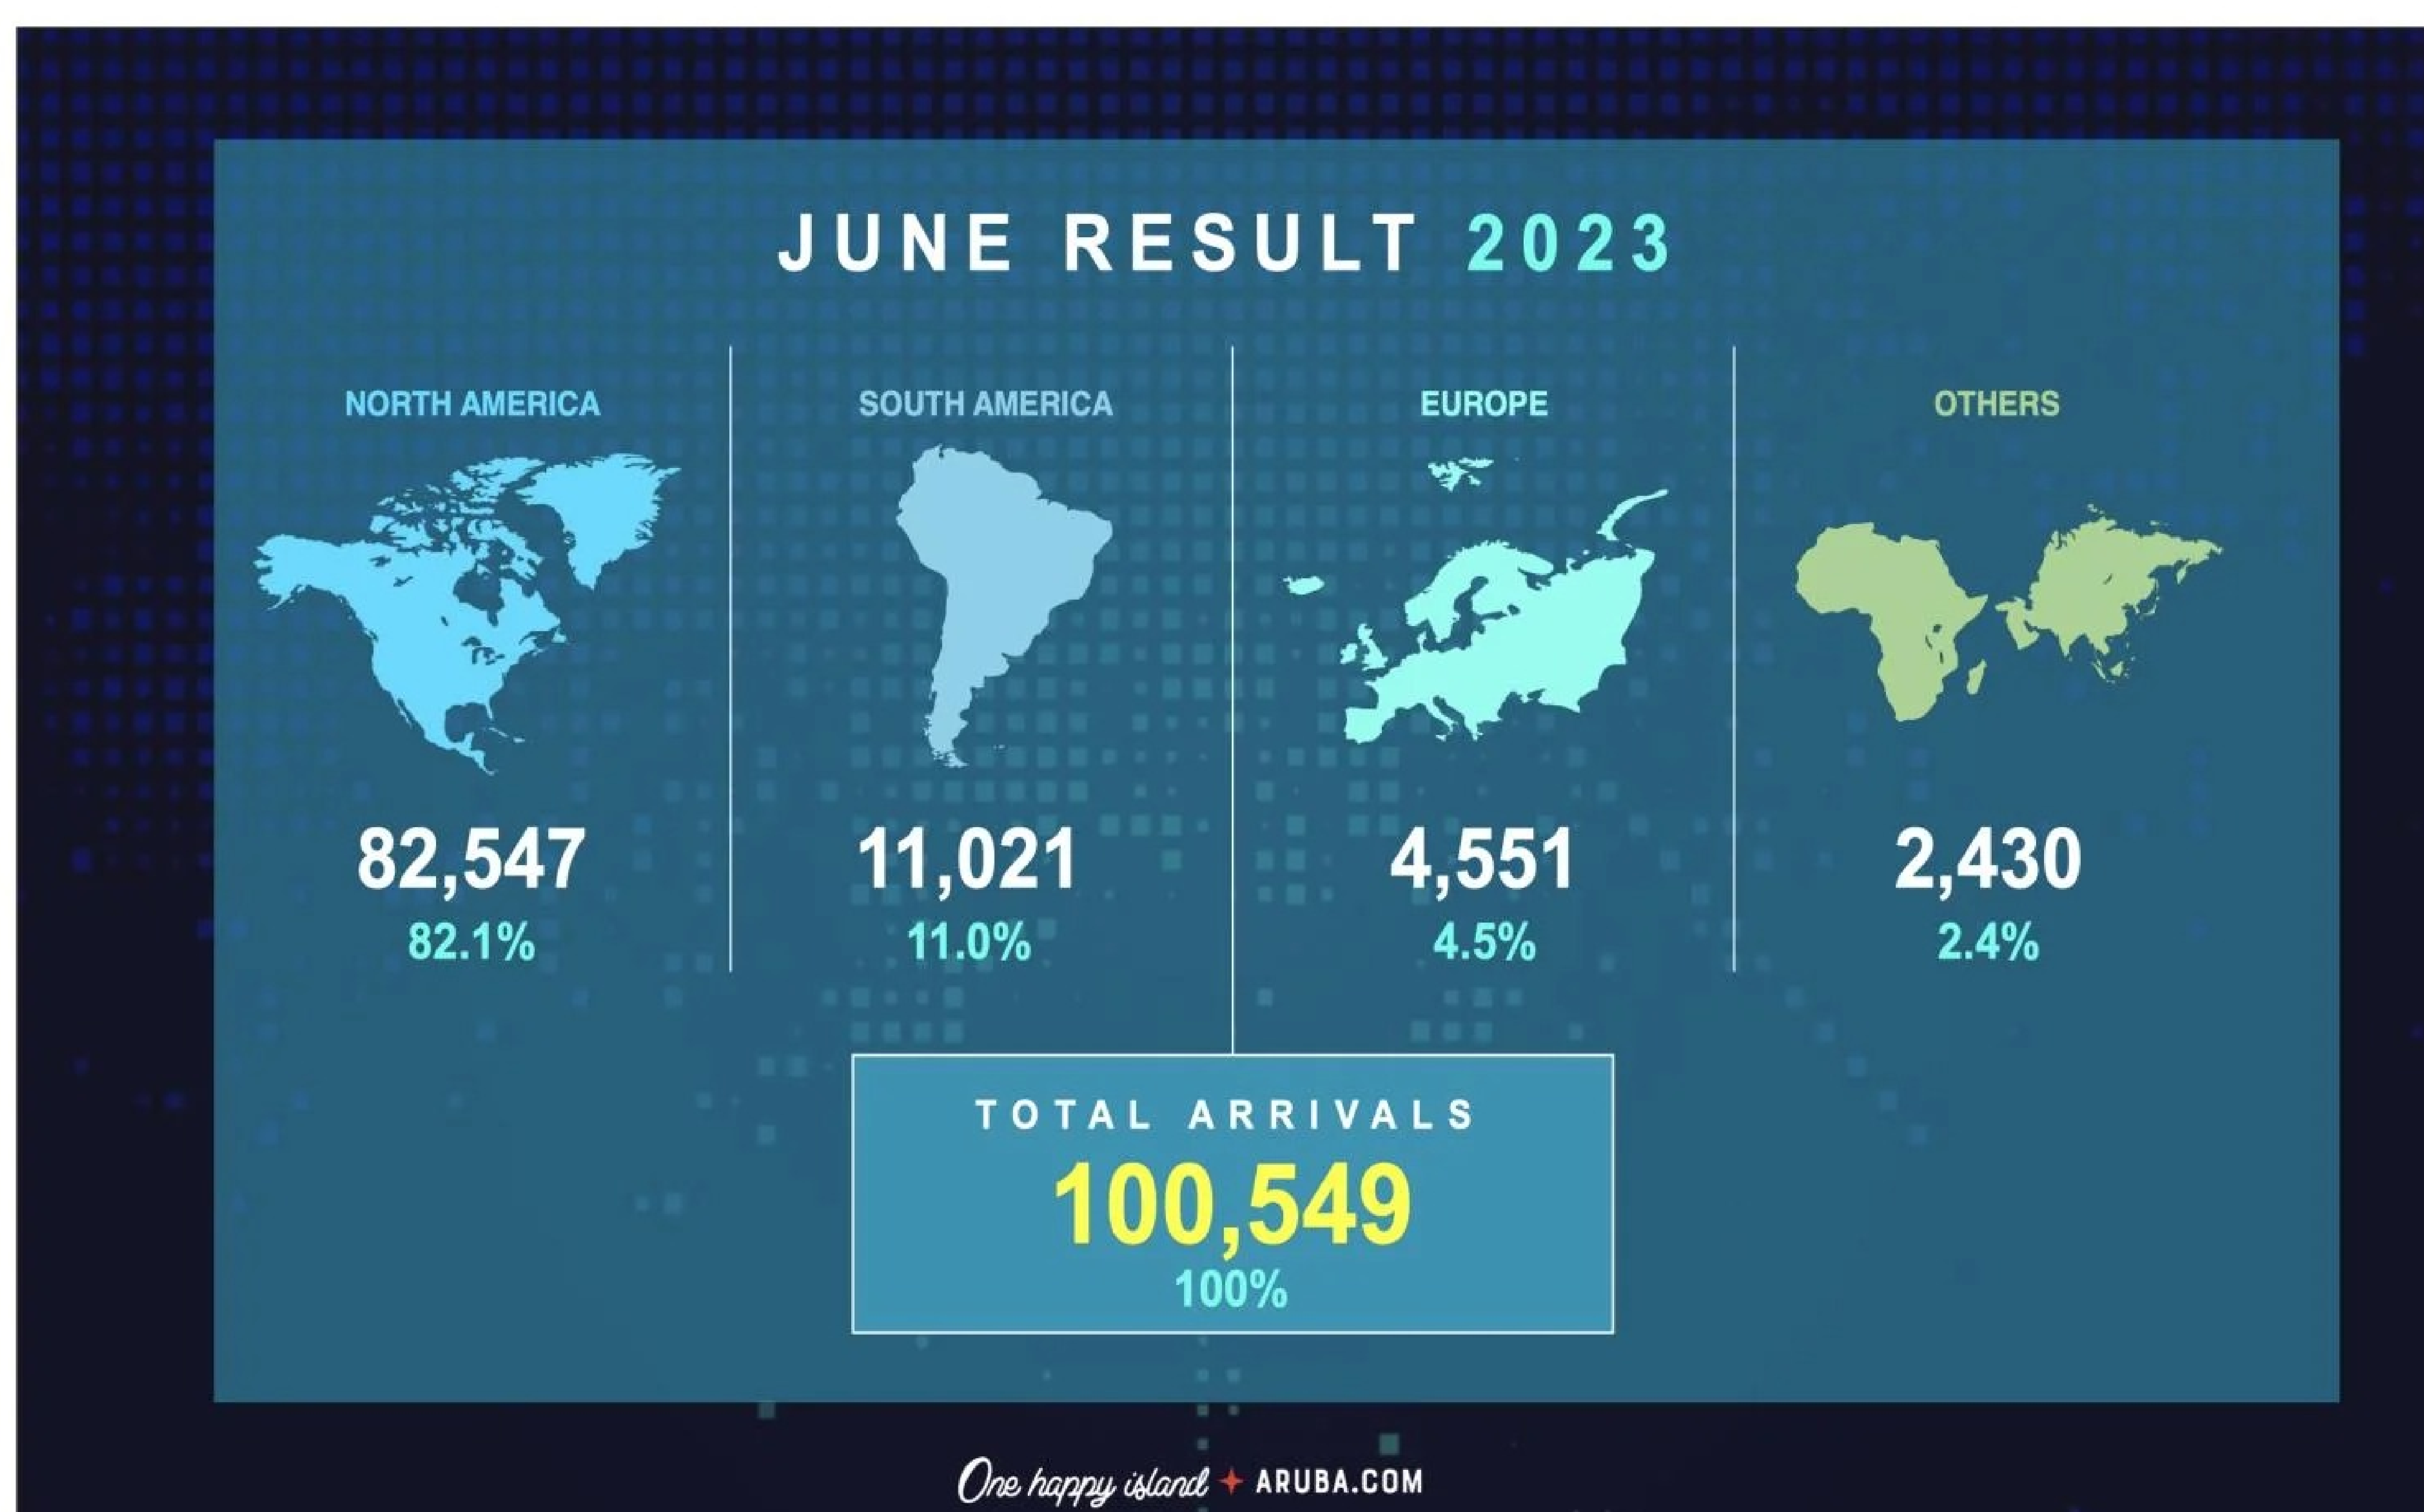 JUNE RESULT 2023
NORTH AMERICA
82,547
82.1%
SOUTH AMERICA
11,021
11.0%
EUROPE
4,551
4.5%
OTHERS
2,430
2.4%
TOTAL ARRIVALS
100,549
100%
One happy island ARUBA.COM